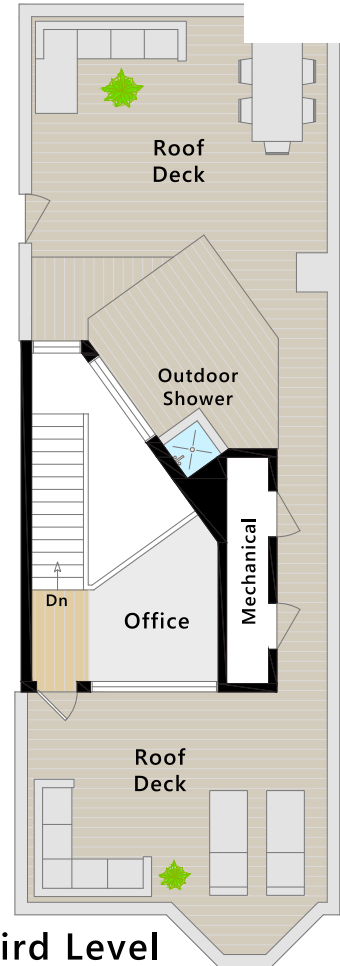 Roof
Deck
Outdoor
Shower
Mechanical
Dn
Office
Roof
Deck
ird Level